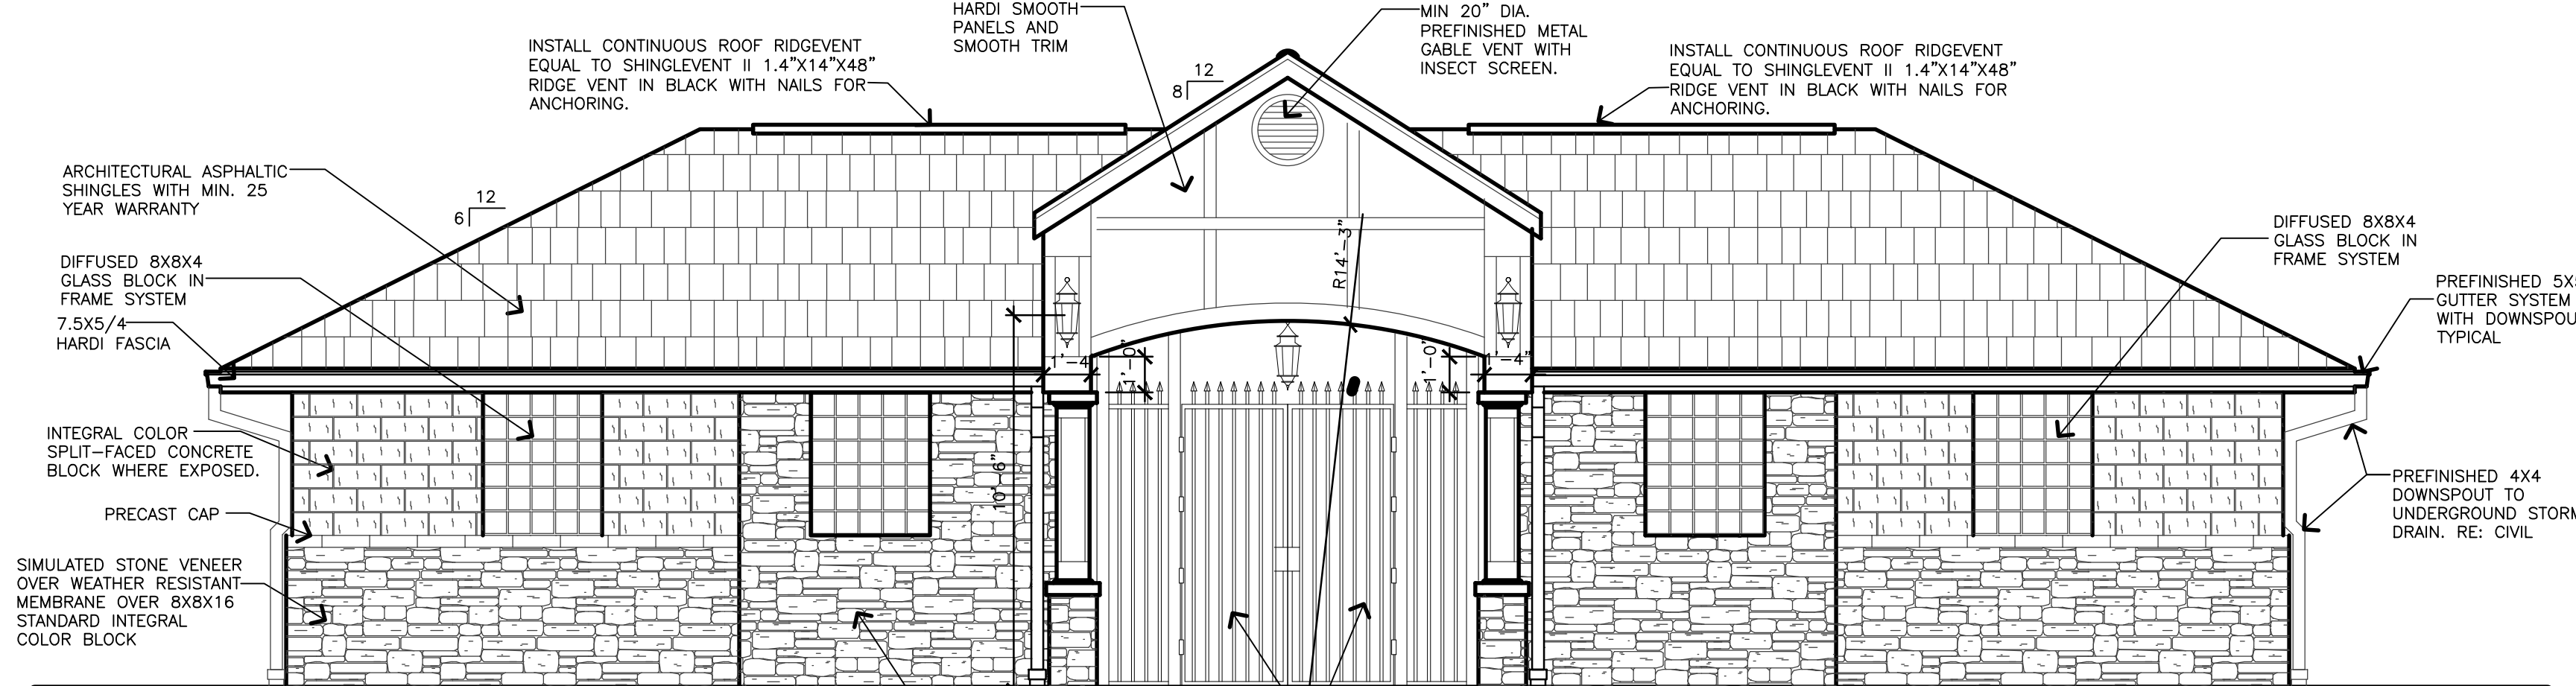 HARDI SMOOTH
PANELS AND
SMOOTH TRIM
MIN 20" DIA.
PREFINISHED METAL
GABLE VENT WITH
INSECT SCREEN.
INSTALL CONTINUOUS ROOF RIDGEVENT
EQUAL TO SHINGLEVENT II 1.4"X14"X48"
RIDGE VENT IN BLACK WITH NAILS FOR
ANCHORING.
INSTALL CONTINUOUS ROOF RIDGEVENT
EQUAL TO SHINGLEVENT II 1.4"X14"X48"
RIDGE VENT IN BLACK WITH NAILS FOR
ANCHORING.
12
8
ARCHITECTURAL ASPHALTIC
SHINGLES WITH MIN. 25
YEAR WARRANTY
12
6
DIFFUSED 8X8X4
GLASS BLOCK IN
FRAME SYSTEM
7.5X5/4
HARDI FASCIA
R14'-3"
DIFFUSED 8X8X4
GLASS BLOCK IN
FRAME SYSTEM
PREFINISHED
GUTTER SYSTEM
WITH
TYPICAL
1'-4"
1'-0"
1'-0"
1'-4"
10'-6"
INTEGRAL COLOR
SPLIT-FACED CONCRETE
BLOCK WHERE EXPOSED.
PRECAST CAP
SIMULATED STONE VENEER
OVER WEATHER RESISTANT
MEMBRANE OVER 8X8X16
STANDARD INTEGRAL
COLOR BLOCK
PREFINISHED 4X4
DOWNSPOUT TO
UNDERGROUND STORM
DRAIN. RE: CIVIL